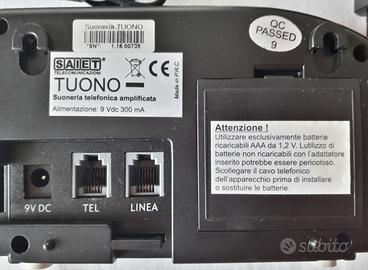 Suoneria TUONO
"SN": 1.16.00735
QC
PASSED
9
SAIET
TELECOMUNICAZIONI
TUONO
Made in P.R.C
Suoneria telefonica amplificata
Alimentazione: 9 Vdc 300 mA
Attenzione !
Utilizzare esclusivamente batterie
ricaricabili AAA da 1,2 V. Lutilizzo di
batterie non ricaricabili con l'adattatore
inserito potrebbe essere pericoloso.
Scollegare il cavo telefonico
dell'apparecchio prima di installare
o sostituire le batterie.
9V DC
TEL
LINEA
subito